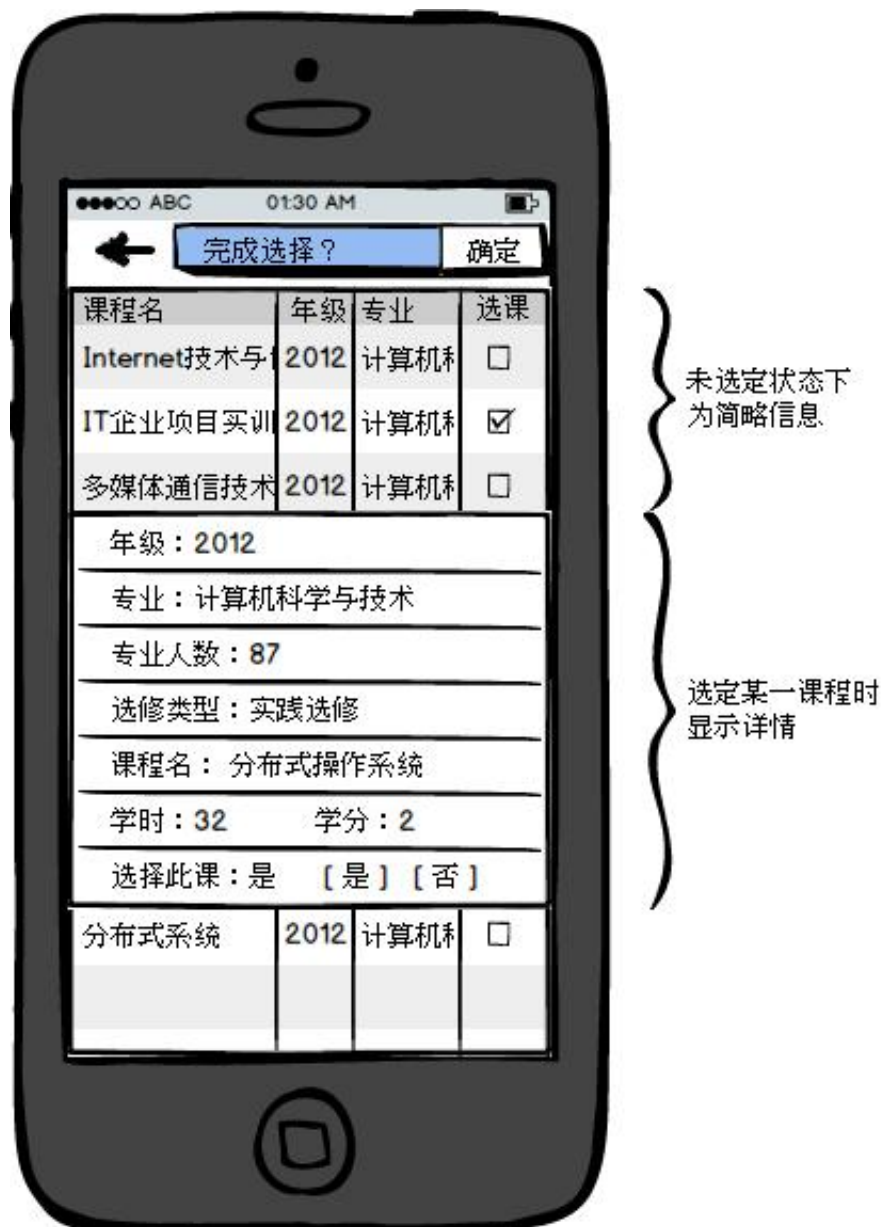 ABC 01:30 AM
完成选择？ 确定
课程名 年级 专业 选课
Internet技术与 2012 计算机科
IT企业项目实训 2012 计算机科
多媒体通信技术 2012 计算机科
年级：2012
专业：计算机科学与技术
专业人数：87
选修类型：实践选修
课程名： 分布式操作系统
学时：32 学分：2
选择此课：是 [是] [否]
分布式系统 2012 计算机科
未选定状态下
为简略信息
选定某一课程时
显示详情